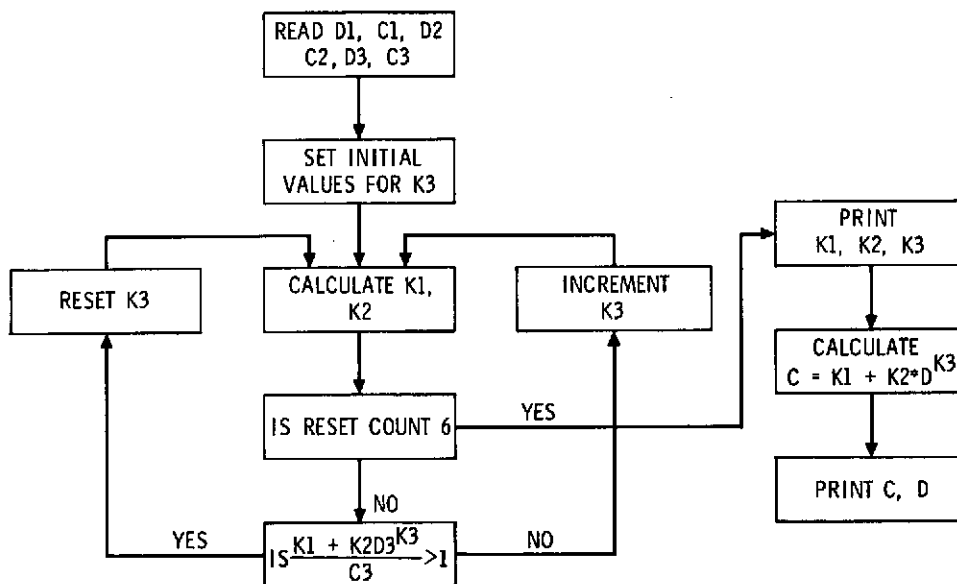 READ D1, C1, D2
C2, D3, C3
SET INITIAL
VALUES FOR K3
RESET K3
CALCULATE K1,
K2
INCREMENT
K3
PRINT
K1, K2, K3
CALCULATE
C = K1 + K2*D^K3
IS RESET COUNT 6
YES
NO
PRINT C, D
YES
IS (K1 + K2D3^K3)/C3 >1
NO